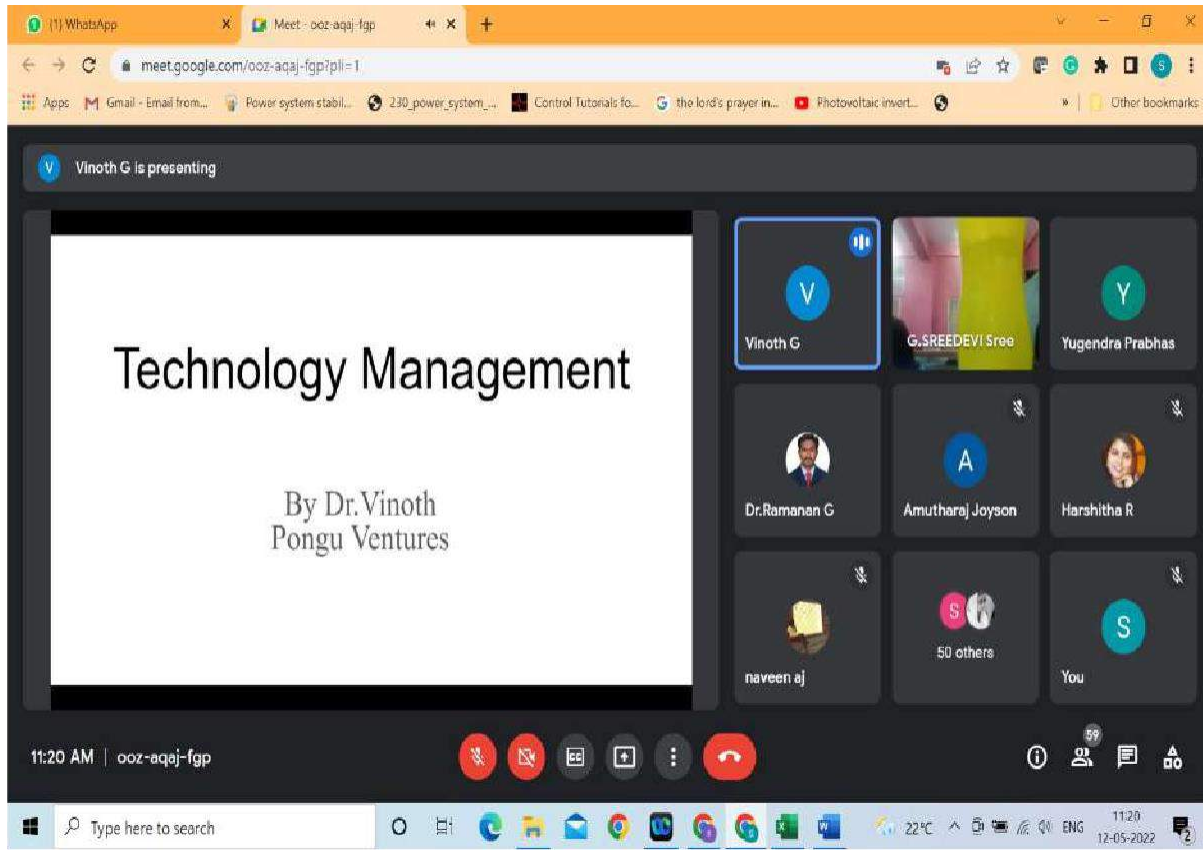 (1) WhatsApp
Meet - ooz-aqaj-fgp
meet.google.com/ooz-aqaj-fgp?pli=1
S
Apps
Gmail - Email from...
Power system stabil...
230_power_system_...
Control Tutorials fo...
the lord's prayer in...
Photovoltaic invert...
»
Other bookmarks
V
Vinoth G is presenting
Technology Management
By Dr.Vinoth
Pongu Ventures
V
Vinoth G
G.SREEDEVI Sree
Y
Yugendra Prabhas
Dr.Ramanan G
A
Amutharaj Joyson
Harshitha R
naveen aj
S
50 others
S
You
11:20 AM | ooz-aqaj-fgp
CC
59
Type here to search
22°C
ENG
11:20
12-05-2022
2